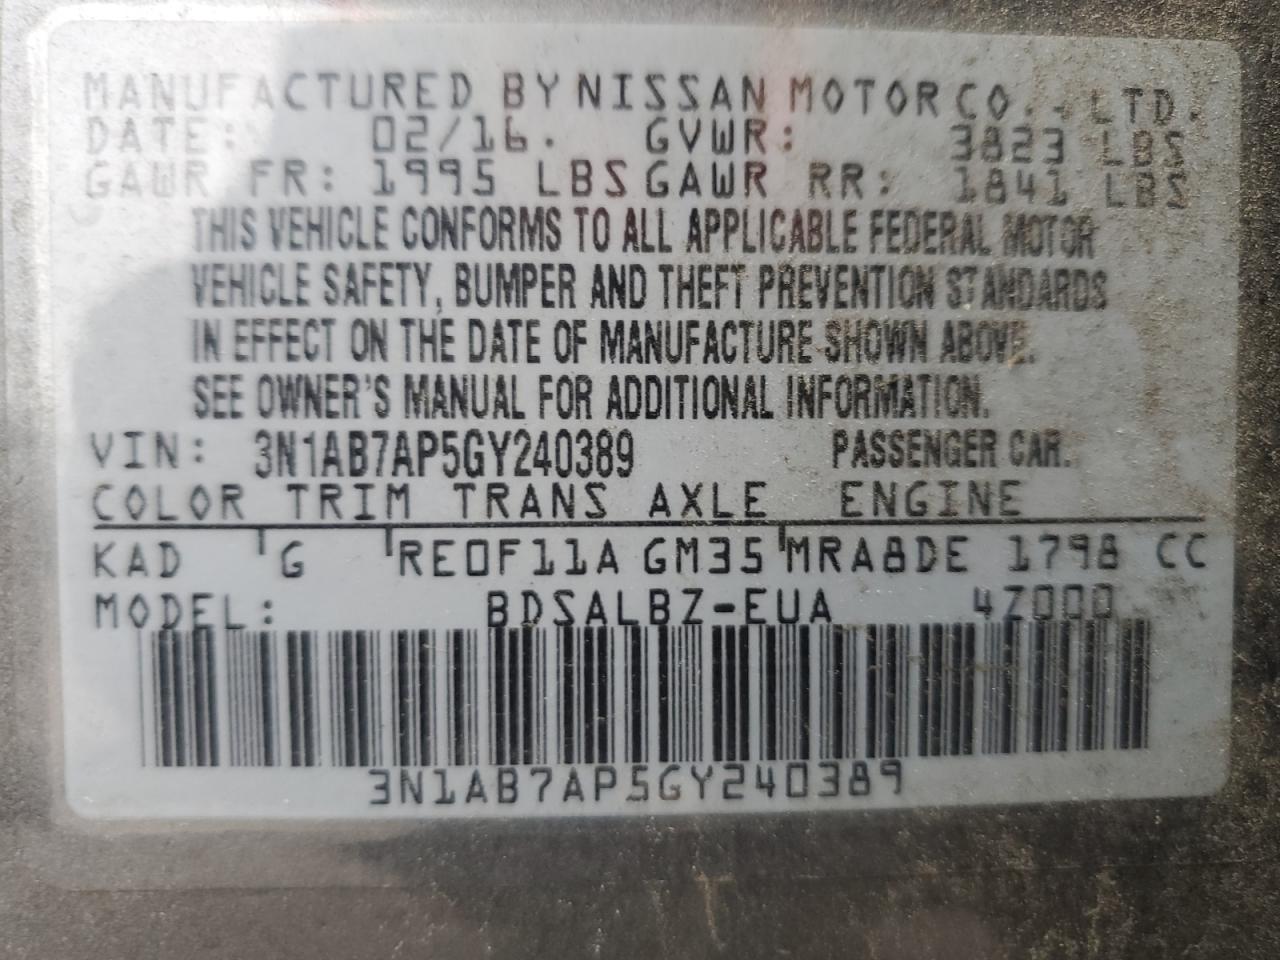 MANUFACTURED BY NISSAN MOTOR CO., LTD.
DATE: 02/16. GVWR: 3823 LBS
GAWR FR: 1995 LBS GAWR RR: 1841 LBS
THIS VEHICLE CONFORMS TO ALL APPLICABLE FEDERAL MOTOR
VEHICLE SAFETY, BUMPER AND THEFT PREVENTION STANDARDS
IN EFFECT ON THE DATE OF MANUFACTURE SHOWN ABOVE.
SEE OWNER'S MANUAL FOR ADDITIONAL INFORMATION.
VIN: 3N1AB7AP5GY240389 PASSENGER CAR.
COLOR TRIM TRANS AXLE ENGINE
KAD G RE0F11A GM35 MRA8DE 1798 CC
MODEL: BDSALBZ-EUA 4Z000
3N1AB7AP5GY240389